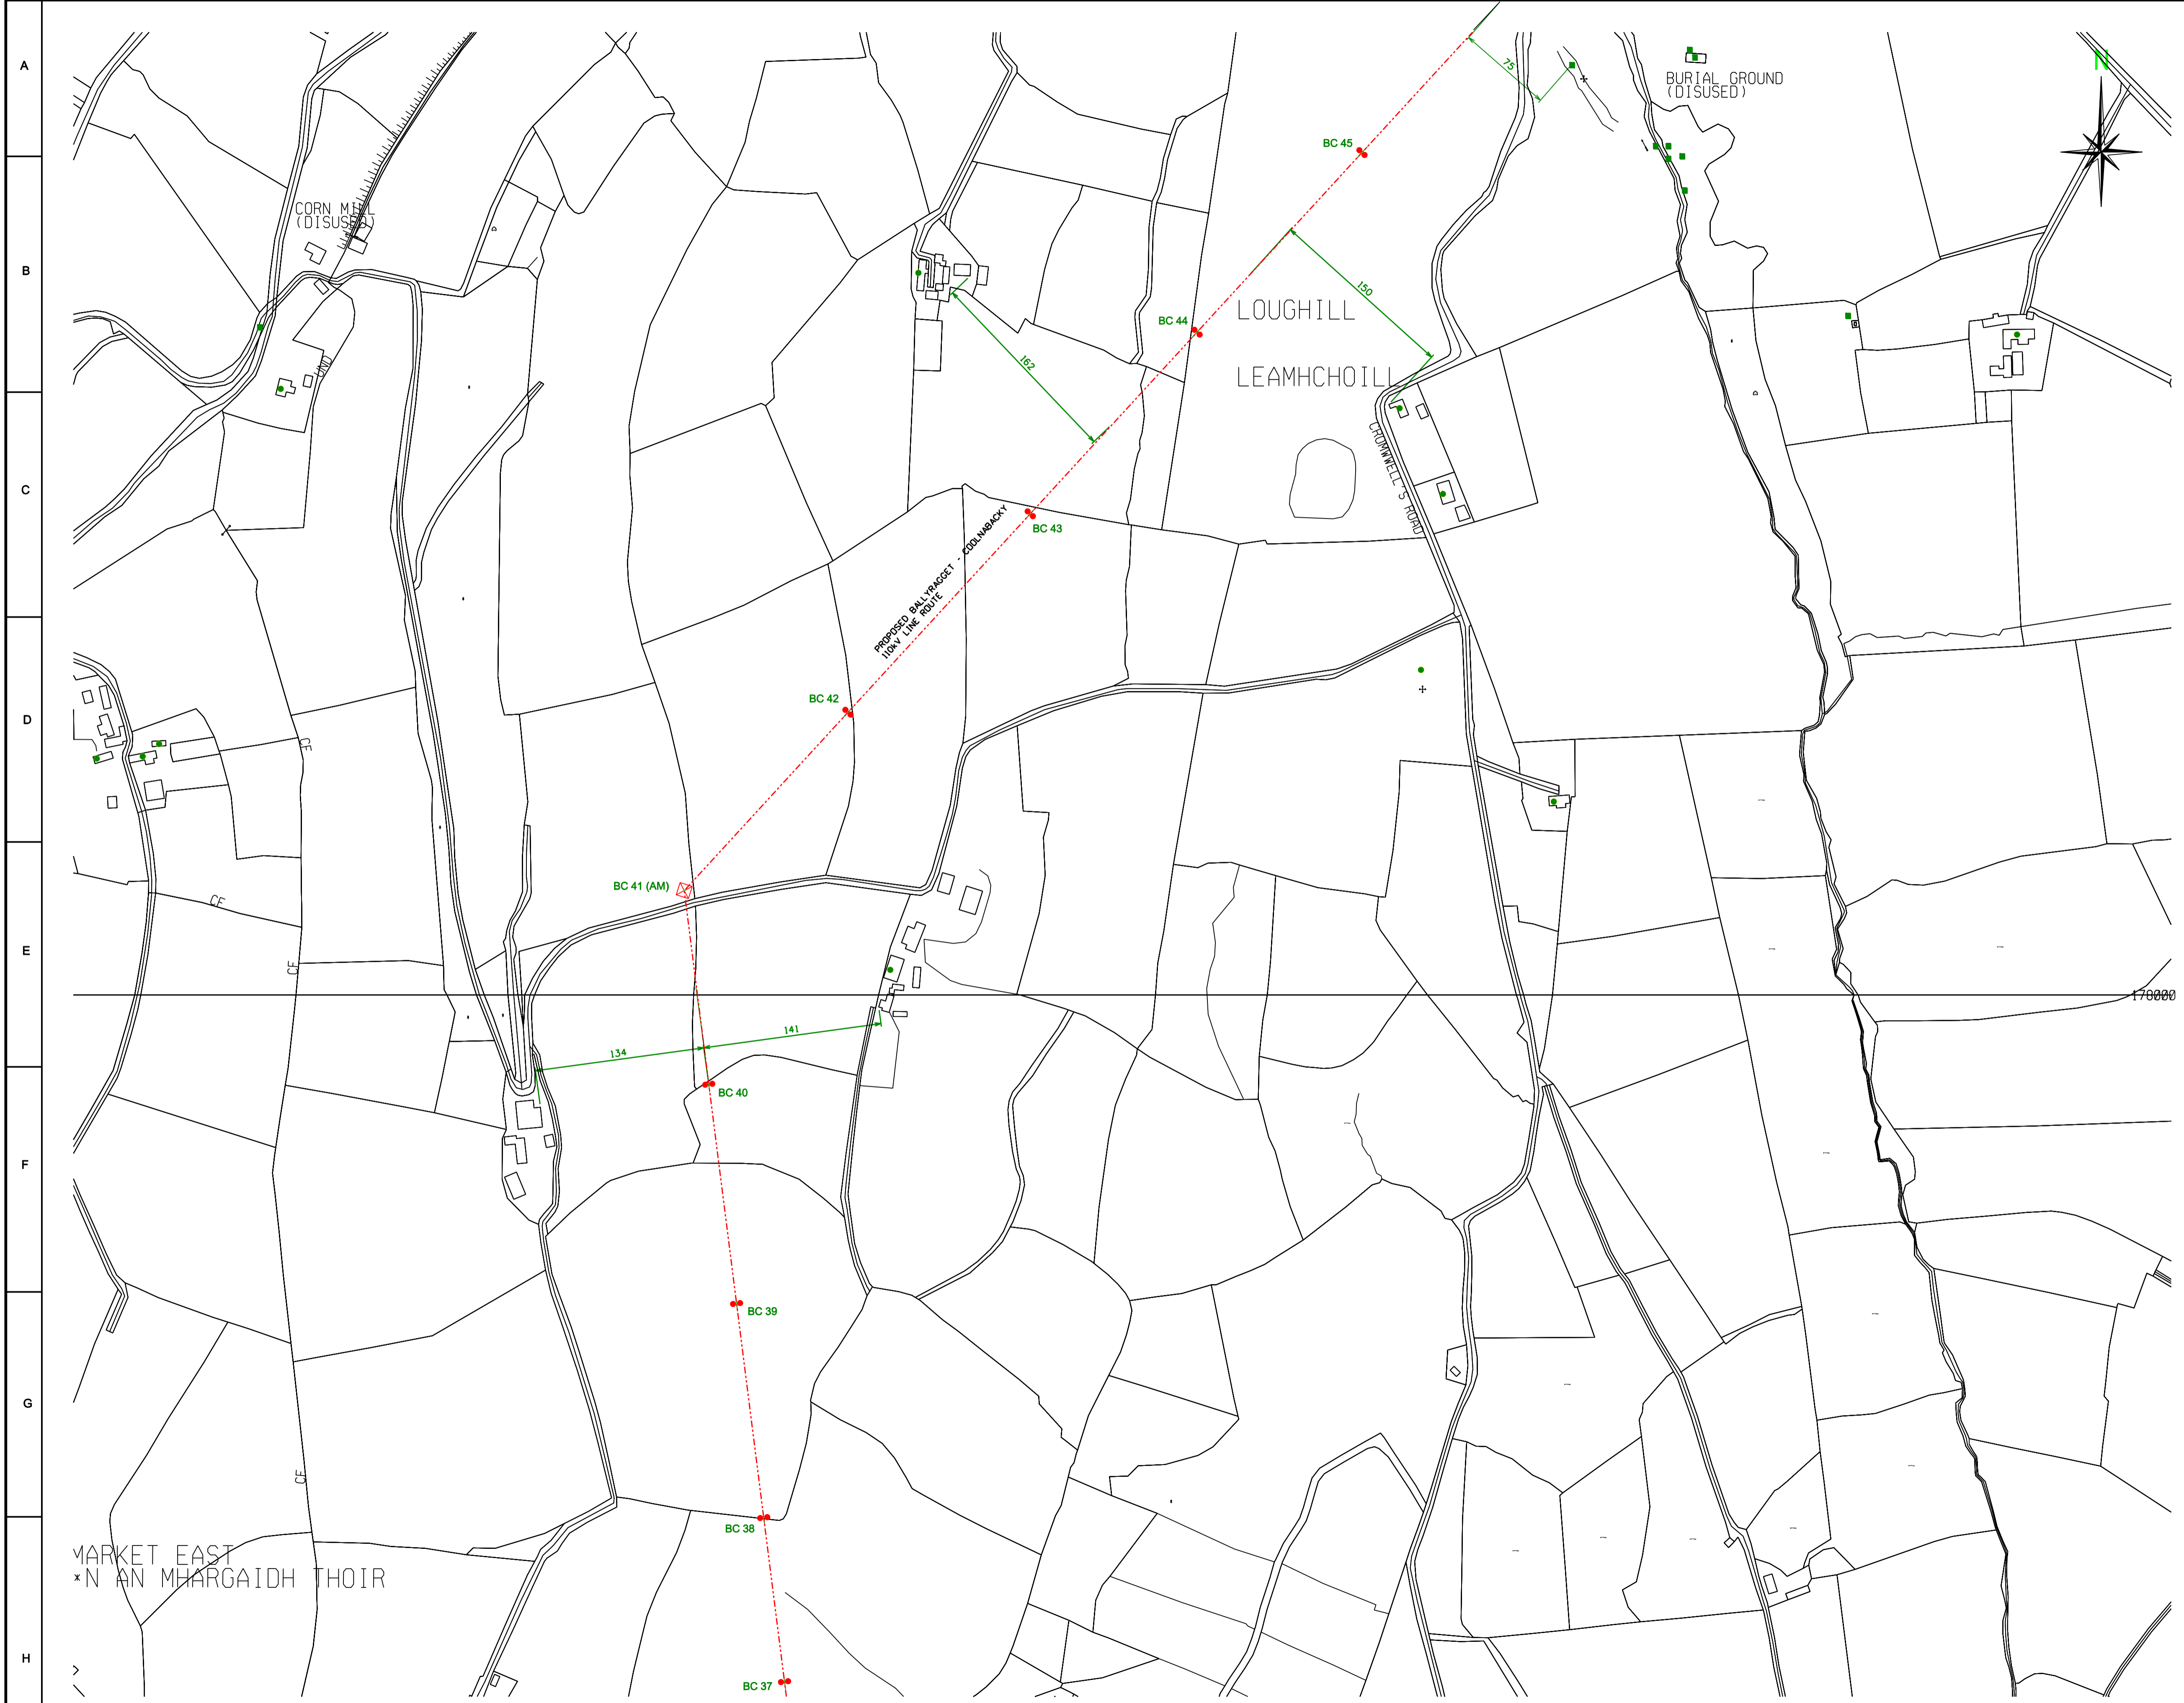 A
B
C
D
E
F
G
H
N
75
BURIAL GROUND
(DISUSED)
BC 45
CORN MILL
(DISUSED)
150
LOUGHILL
BC 44
162
UND
LEAMHCHOILL
CROMWELL'S ROAD
BC 43
PROPOSED BALLYRAGGET - COOLNABACKY
110kV LINE ROUTE
BC 42
CF
BC 41 (AM)
CF
CF
178000
141
134
BC 40
BC 39
CF
BC 38
MARKET EAST
*N AN MHARGAIDH THOIR
BC 37